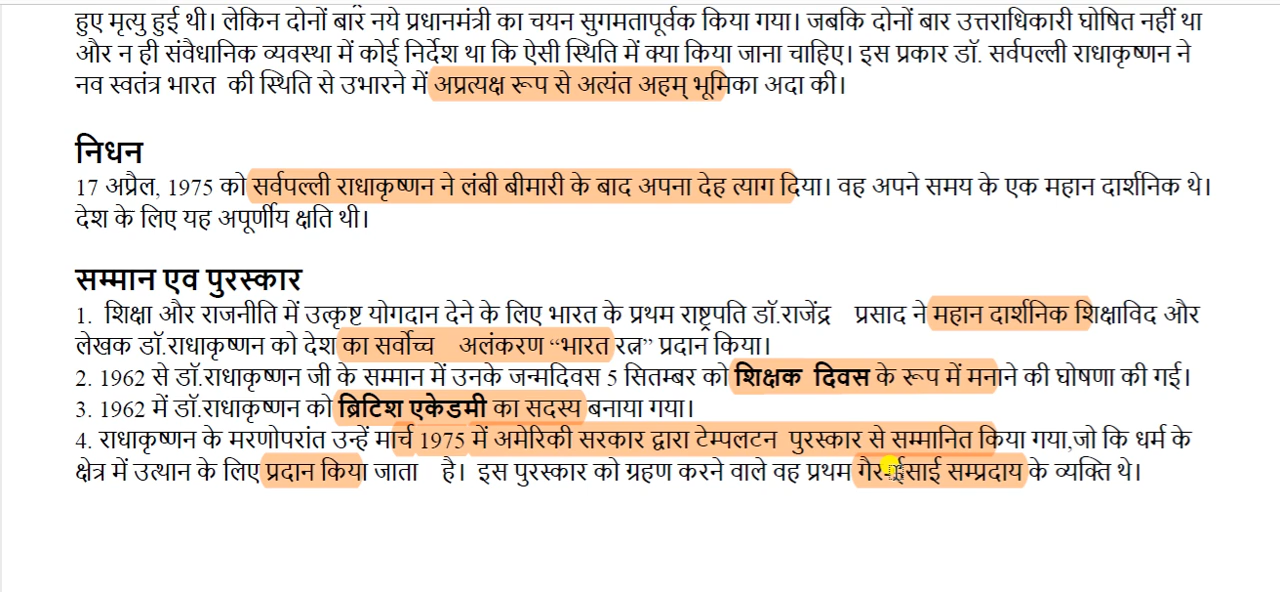 हुए मृत्यु हुई थी। लेकिन दोनों बार नये प्रधानमंत्री का चयन सुगमतापूर्वक किया गया। जबकि दोनों बार उत्तराधिकारी घोषित नहीं था
और न ही संवैधानिक व्यवस्था में कोई निर्देश था कि ऐसी स्थिति में क्या किया जाना चाहिए। इस प्रकार डॉ. सर्वपल्ली राधाकृष्णन ने
नव स्वतंत्र भारत की स्थिति से उभारने में अप्रत्यक्ष रूप से अत्यंत अहम् भूमिका अदा की।
निधन
17 अप्रैल, 1975 को सर्वपल्ली राधाकृष्णन ने लंबी बीमारी के बाद अपना देह त्याग दिया। वह अपने समय के एक महान दार्शनिक थे।
देश के लिए यह अपूर्णीय क्षति थी।
सम्मान एव पुरस्कार
1. शिक्षा और राजनीति में उत्कृष्ट योगदान देने के लिए भारत के प्रथम राष्ट्रपति डॉ.राजेंद्र प्रसाद ने महान दार्शनिक शिक्षाविद और
लेखक डॉ.राधाकृष्णन को देश का सर्वोच्च अलंकरण “भारत रत्न” प्रदान किया।
2. 1962 से डॉ.राधाकृष्णन जी के सम्मान में उनके जन्मदिवस 5 सितम्बर को शिक्षक दिवस के रूप में मनाने की घोषणा की गई।
3. 1962 में डॉ.राधाकृष्णन को ब्रिटिश एकेडमी का सदस्य बनाया गया।
4. राधाकृष्णन के मरणोपरांत उन्हें मार्च 1975 में अमेरिकी सरकार द्वारा टेम्पलटन पुरस्कार से सम्मानित किया गया,जो कि धर्म के
क्षेत्र में उत्थान के लिए प्रदान किया जाता है। इस पुरस्कार को ग्रहण करने वाले वह प्रथम गैर-ईसाई सम्प्रदाय के व्यक्ति थे।